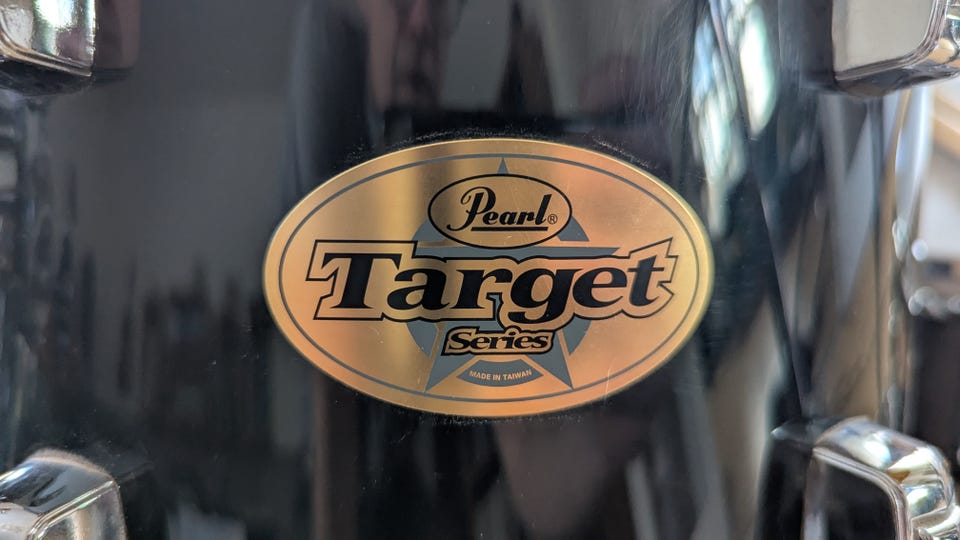 Pearl®
Target
Series
MADE IN TAIWAN